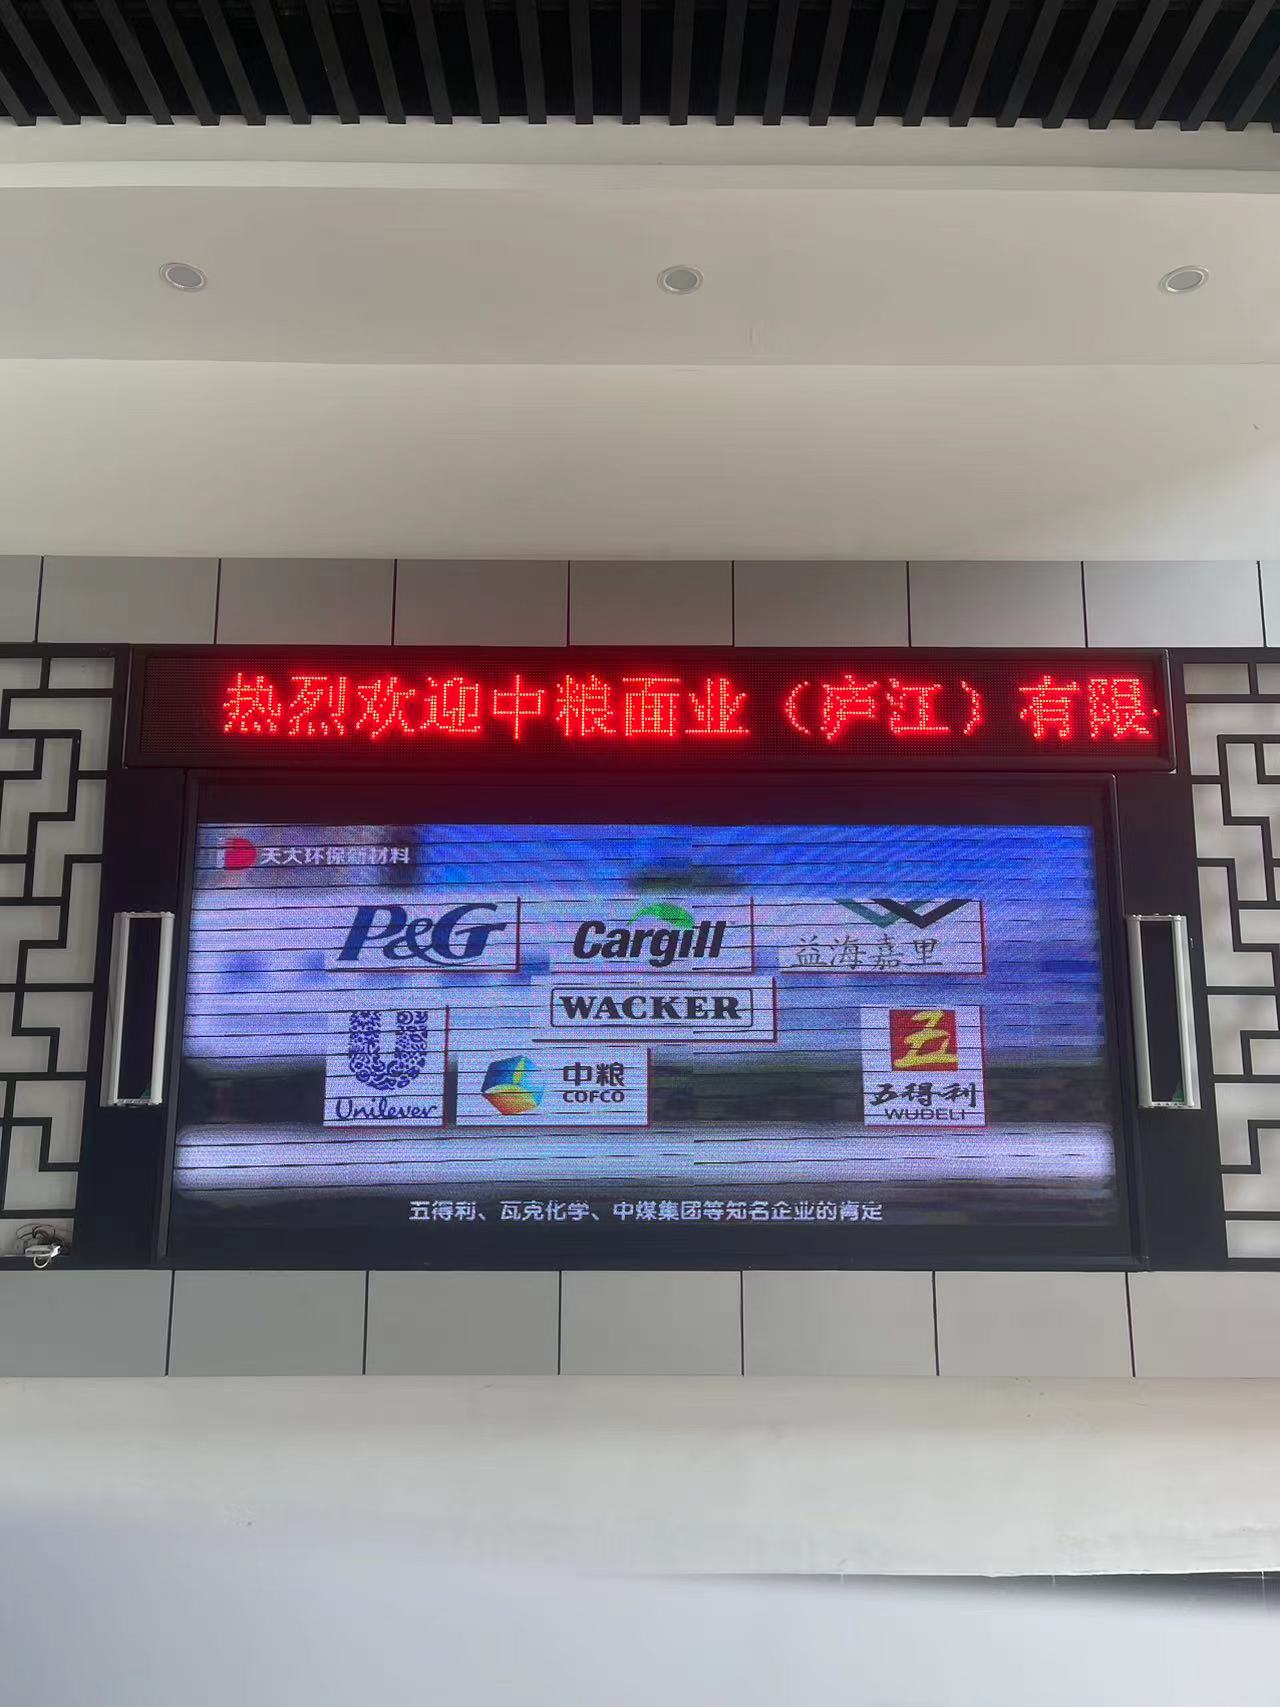 热烈欢迎中粮面业（庐江）有限
天大环保新材料
P&G
Cargill
益海嘉里
WACKER
Unilever
中粮
COFCO
五
五得利
WUDELI
五得利、瓦克化学、中煤集团等知名企业的肯定